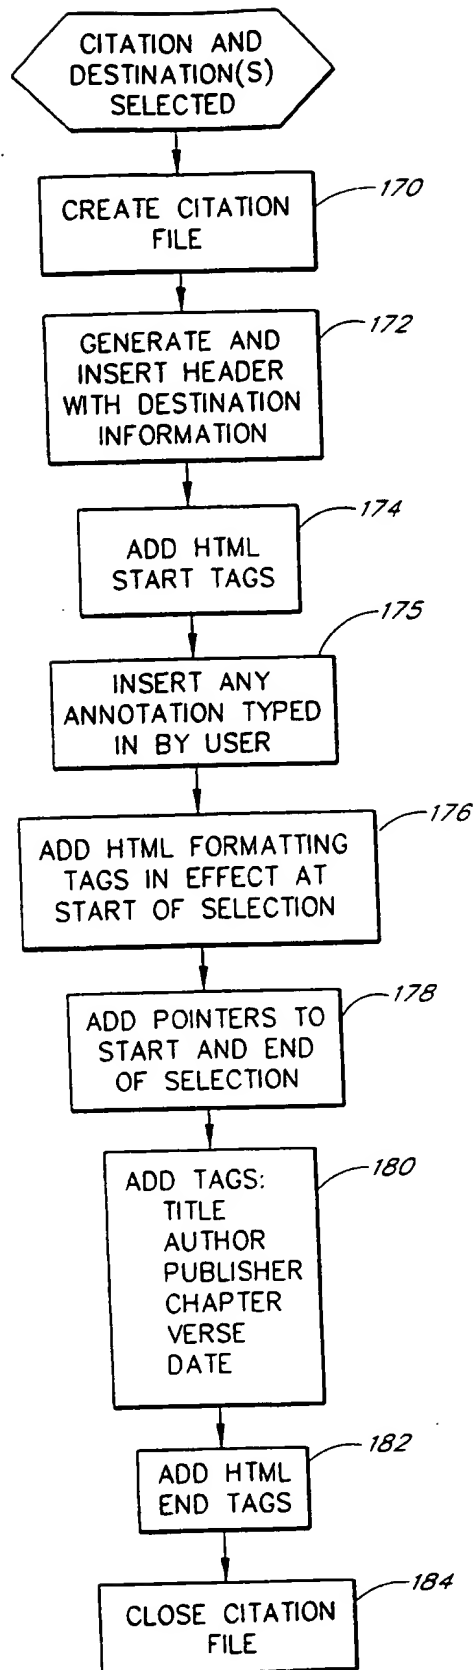 CITATION AND
DESTINATION(S)
SELECTED
170
CREATE CITATION
FILE
172
GENERATE AND
INSERT HEADER
WITH DESTINATION
INFORMATION
174
ADD HTML
START TAGS
175
INSERT ANY
ANNOTATION TYPED
IN BY USER
176
ADD HTML FORMATTING
TAGS IN EFFECT AT
START OF SELECTION
178
ADD POINTERS TO
START AND END
OF SELECTION
180
ADD TAGS:
TITLE
AUTHOR
PUBLISHER
CHAPTER
VERSE
DATE
182
ADD HTML
END TAGS
184
CLOSE CITATION
FILE